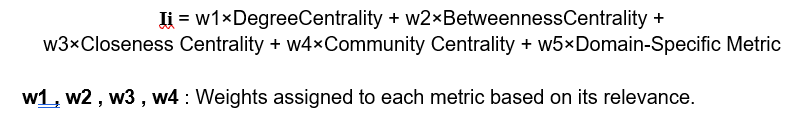 Ii = w1×DegreeCentrality + w2×BetweennessCentrality +
w3×Closeness Centrality + w4×Community Centrality + w5×Domain-Specific Metric
w1 , w2 , w3 , w4 : Weights assigned to each metric based on its relevance.